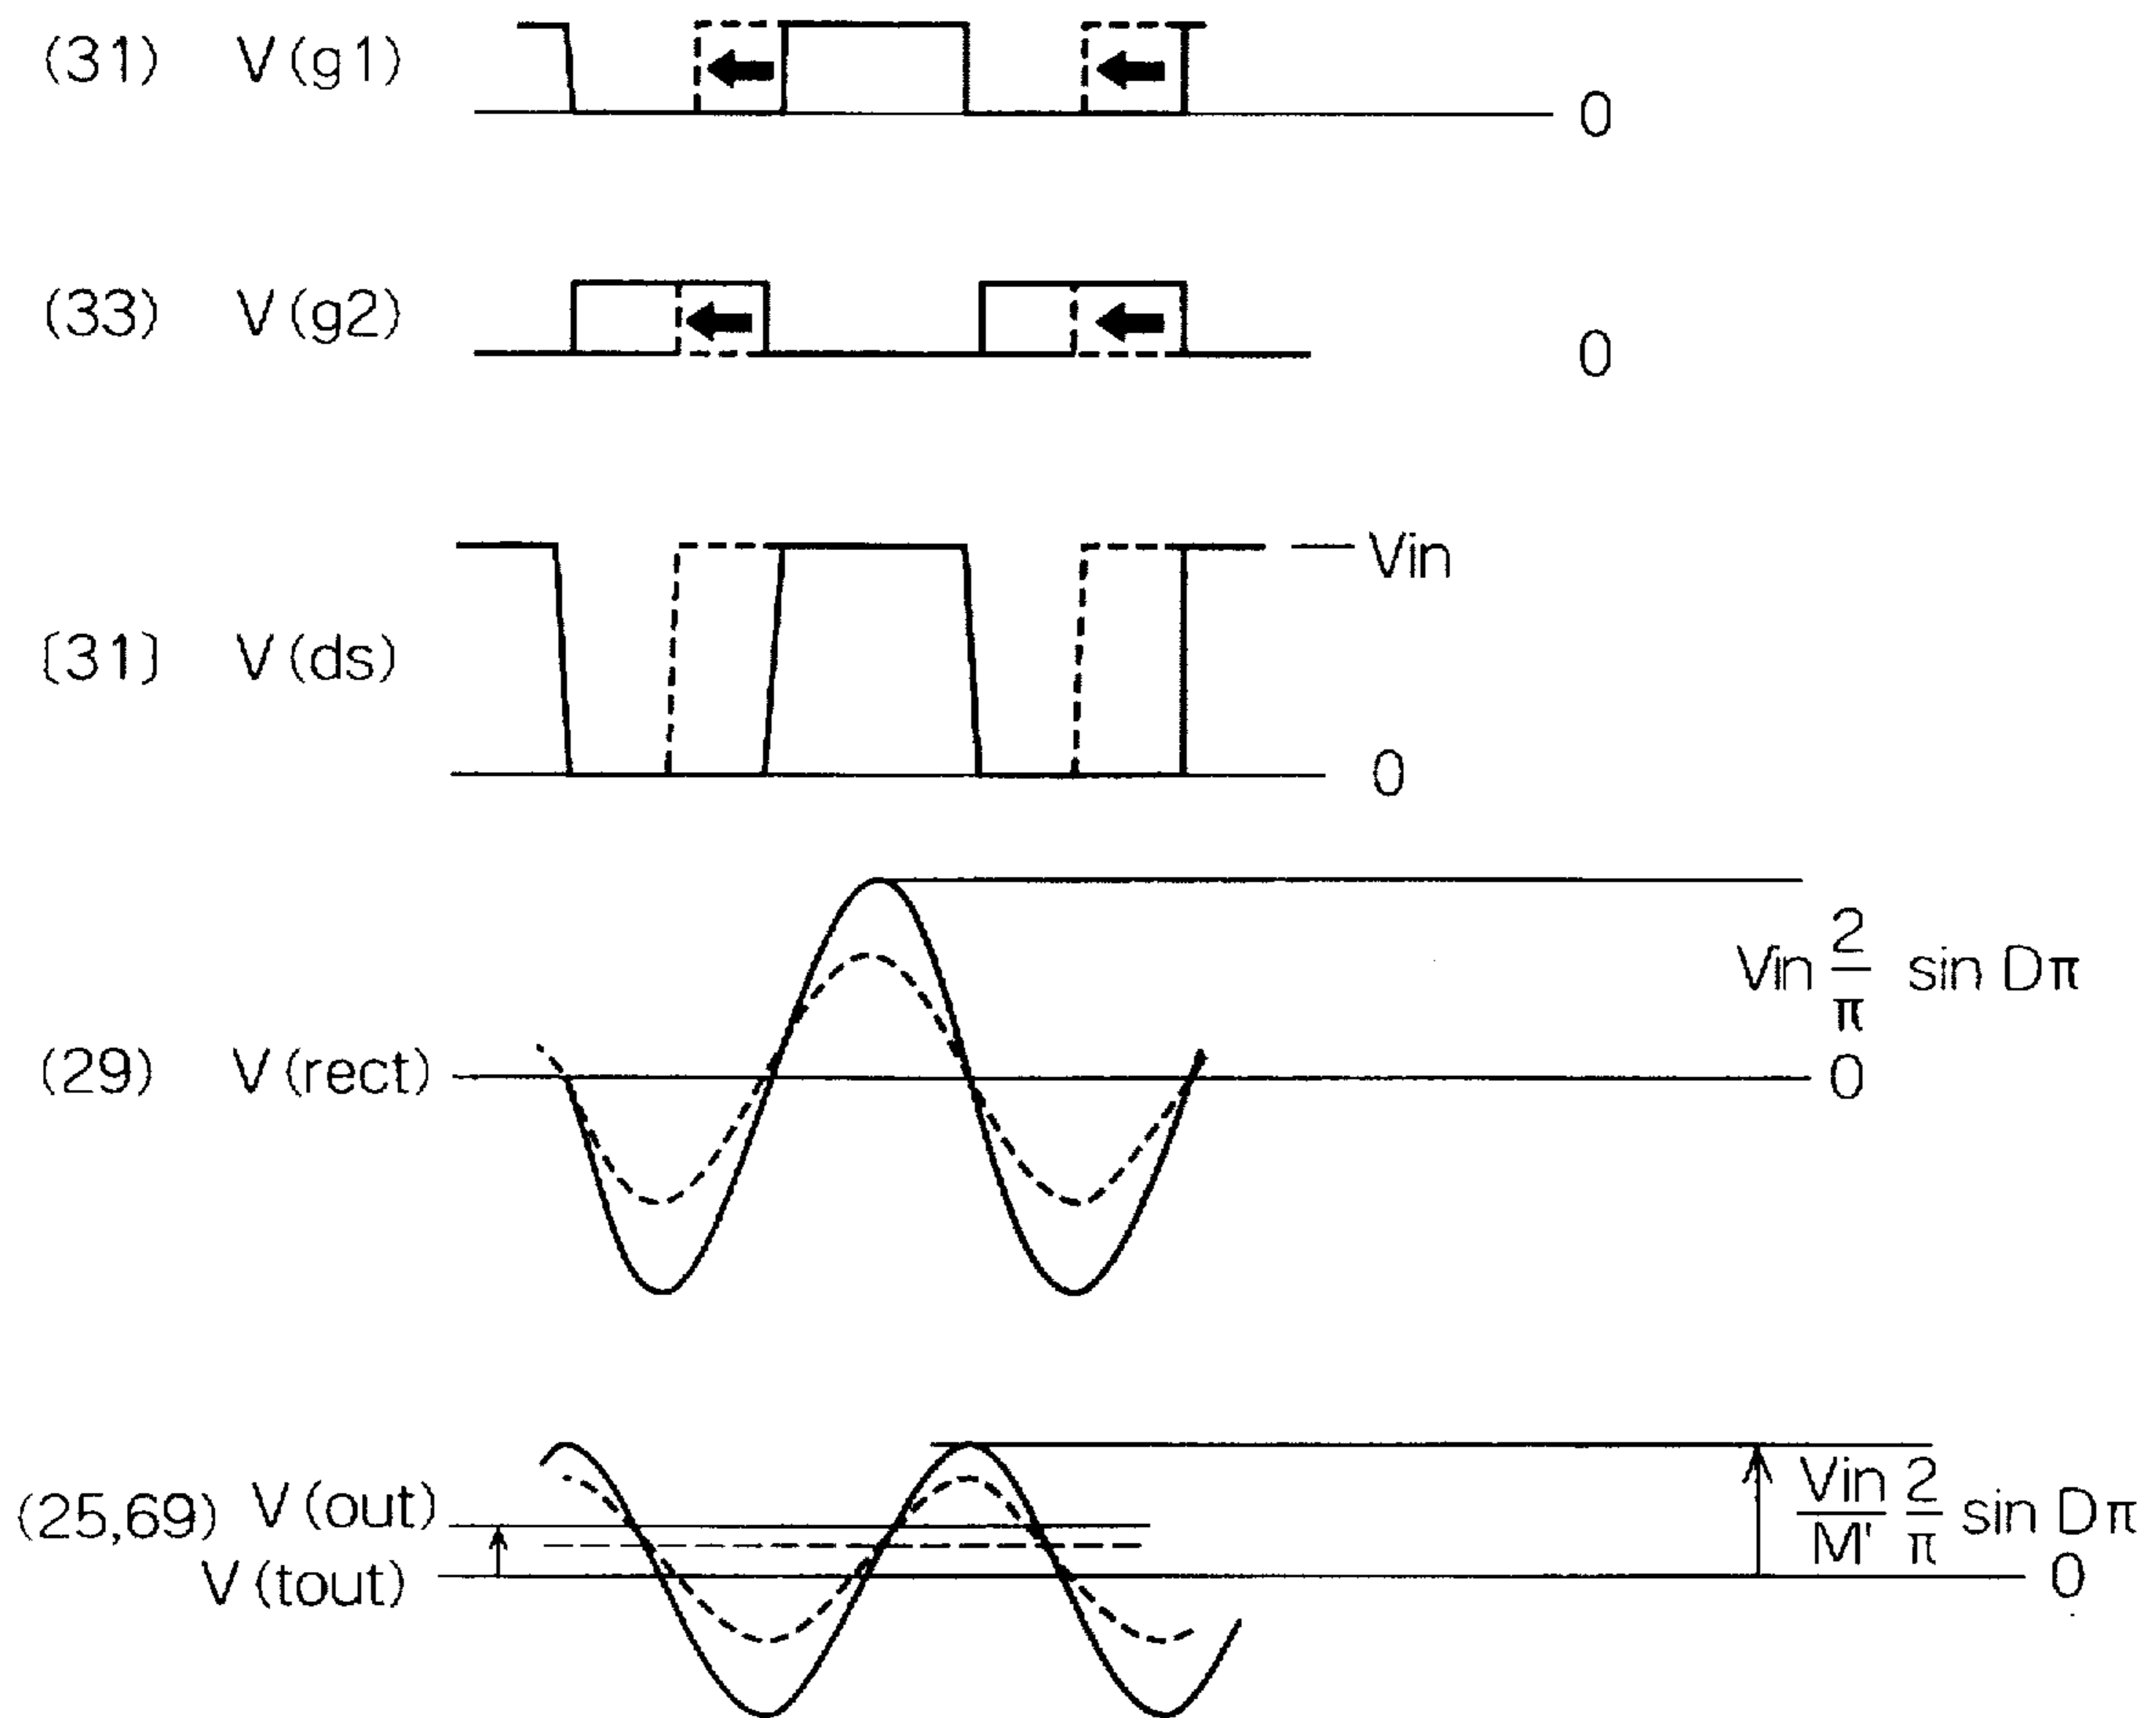 (31) V(g1)
0
(33) V(g2)
0
Vin
(31) V(ds)
0
Vin 2/π sin Dπ
(29) V(rect)
0
(25,69) V(out)
Vin/M' 2/π sin Dπ
V(tout)
0